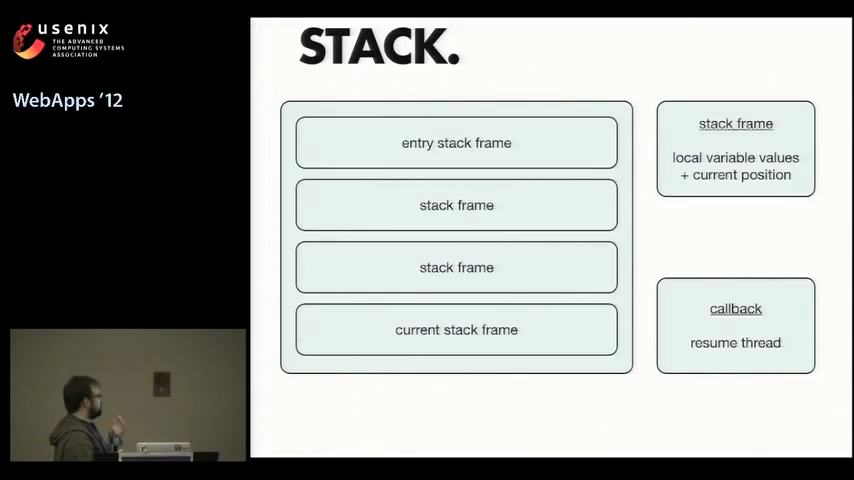 usenix
THE ADVANCED
COMPUTING SYSTEMS
ASSOCIATION
WebApps ’12
STACK.
entry stack frame
stack frame
stack frame
current stack frame
stack frame
local variable values
+ current position
callback
resume thread